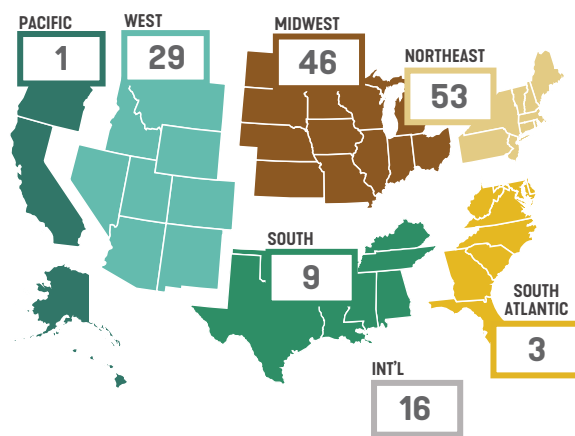 PACIFIC
1
WEST
29
MIDWEST
46
NORTHEAST
53
SOUTH
9
SOUTH
ATLANTIC
3
INT'L
16